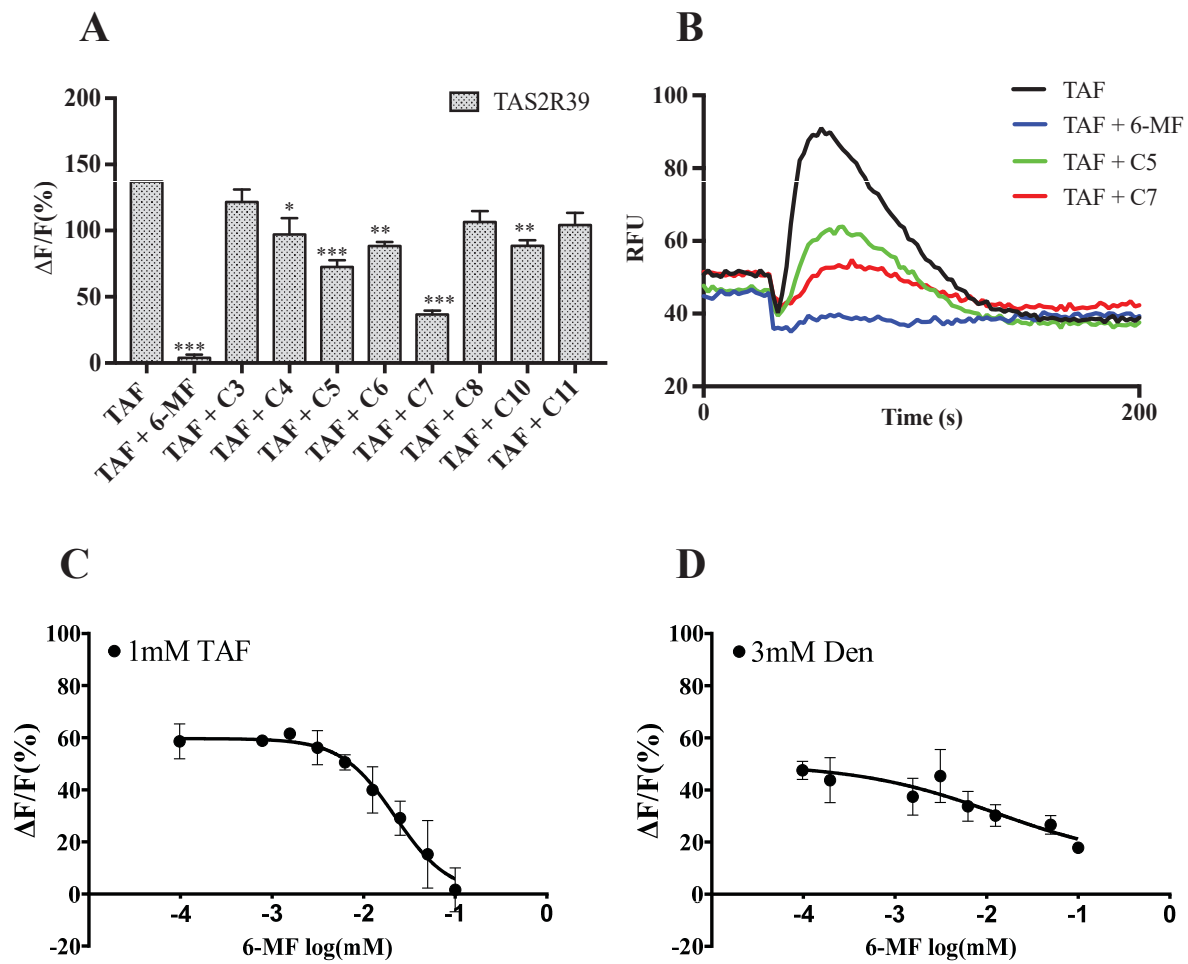 A
TAS2R39
200
150
100
50
0
ΔF/F(%)
***
*
***
**
***
**
TAF
TAF + 6-MF
TAF + C3
TAF + C4
TAF + C5
TAF + C6
TAF + C7
TAF + C8
TAF + C10
TAF + C11
B
TAF
TAF + 6-MF
TAF + C5
TAF + C7
100
80
60
40
20
RFU
0
Time (s)
200
C
1mM TAF
100
80
60
40
20
0
-20
ΔF/F(%)
-4
-3
-2
-1
0
6-MF log(mM)
D
3mM Den
100
80
60
40
20
0
-20
ΔF/F(%)
-4
-3
-2
-1
0
6-MF log(mM)